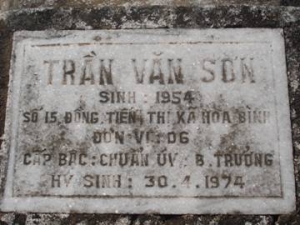 TRẦN VĂN SƠN
SINH : 1954
SỐ 15, ĐỒNG TIẾN THỊ XÃ HÒA BÌNH
ĐƠN VỊ : D6
CẤP BẬC : CHUẨN ÚY : B. TRƯỞNG
HY SINH : 30.4.1974